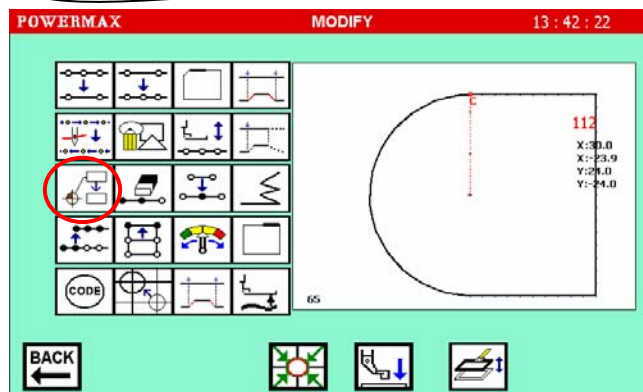 POWERMAX MODIFY 13 : 42 : 22
C
112
X:30.0
X:-23.9
Y:24.0
Y:-24.0
CODE
65
BACK